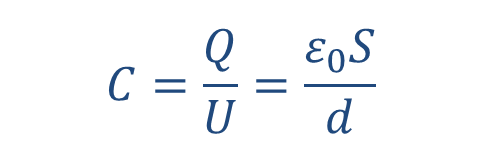 C = Q/U = ε₀S/d